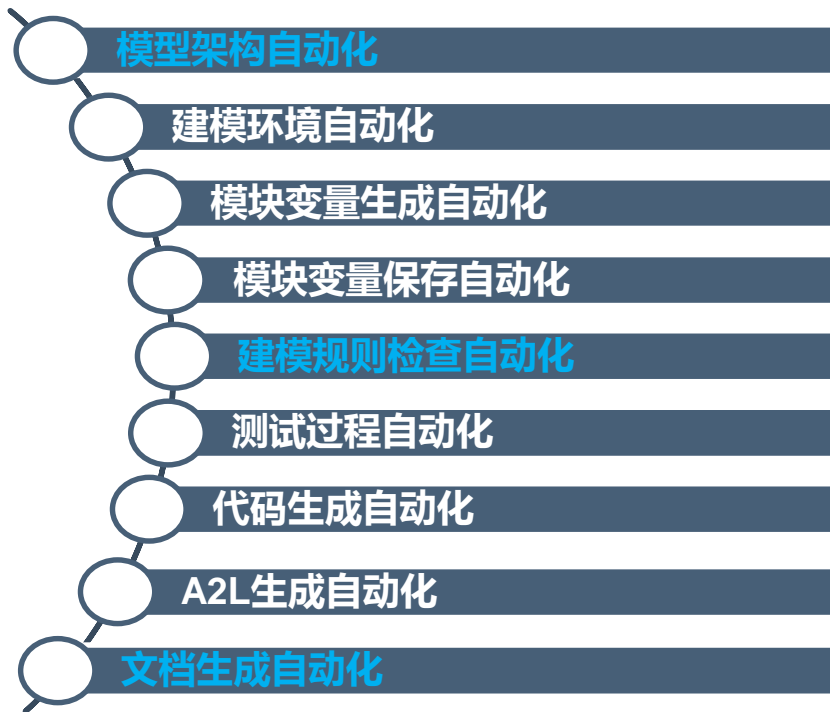 模型架构自动化
建模环境自动化
模块变量生成自动化
模块变量保存自动化
建模规则检查自动化
测试过程自动化
代码生成自动化
A2L生成自动化
文档生成自动化